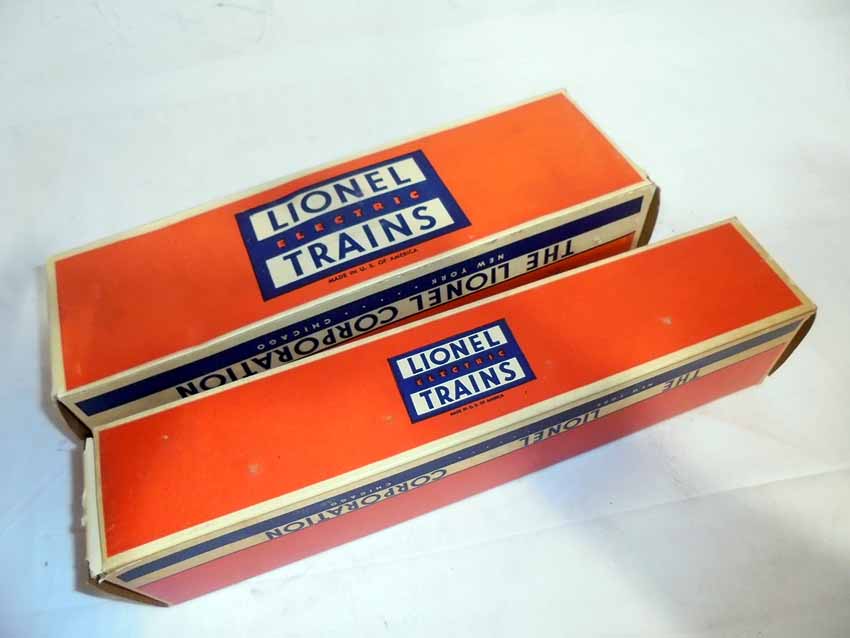 LIONEL
ELECTRIC
TRAINS
MADE IN U. S. OF AMERICA
NEW YORK . . . . . CHICAGO
THE LIONEL CORPORATION
LIONEL
ELECTRIC
TRAINS
MADE IN U. S. OF AMERICA
NEW YORK . . . . . CHICAGO
THE LIONEL CORPORATION